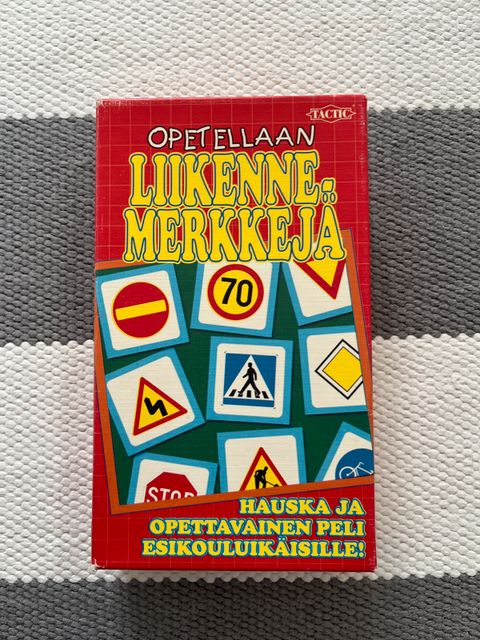 TACTIC
OPETELLAAN
LIIKENNE-
MERKKEJÄ
70
STOP
HAUSKA JA
OPETTAVAINEN PELI
ESIKOULUIKÄISILLE!